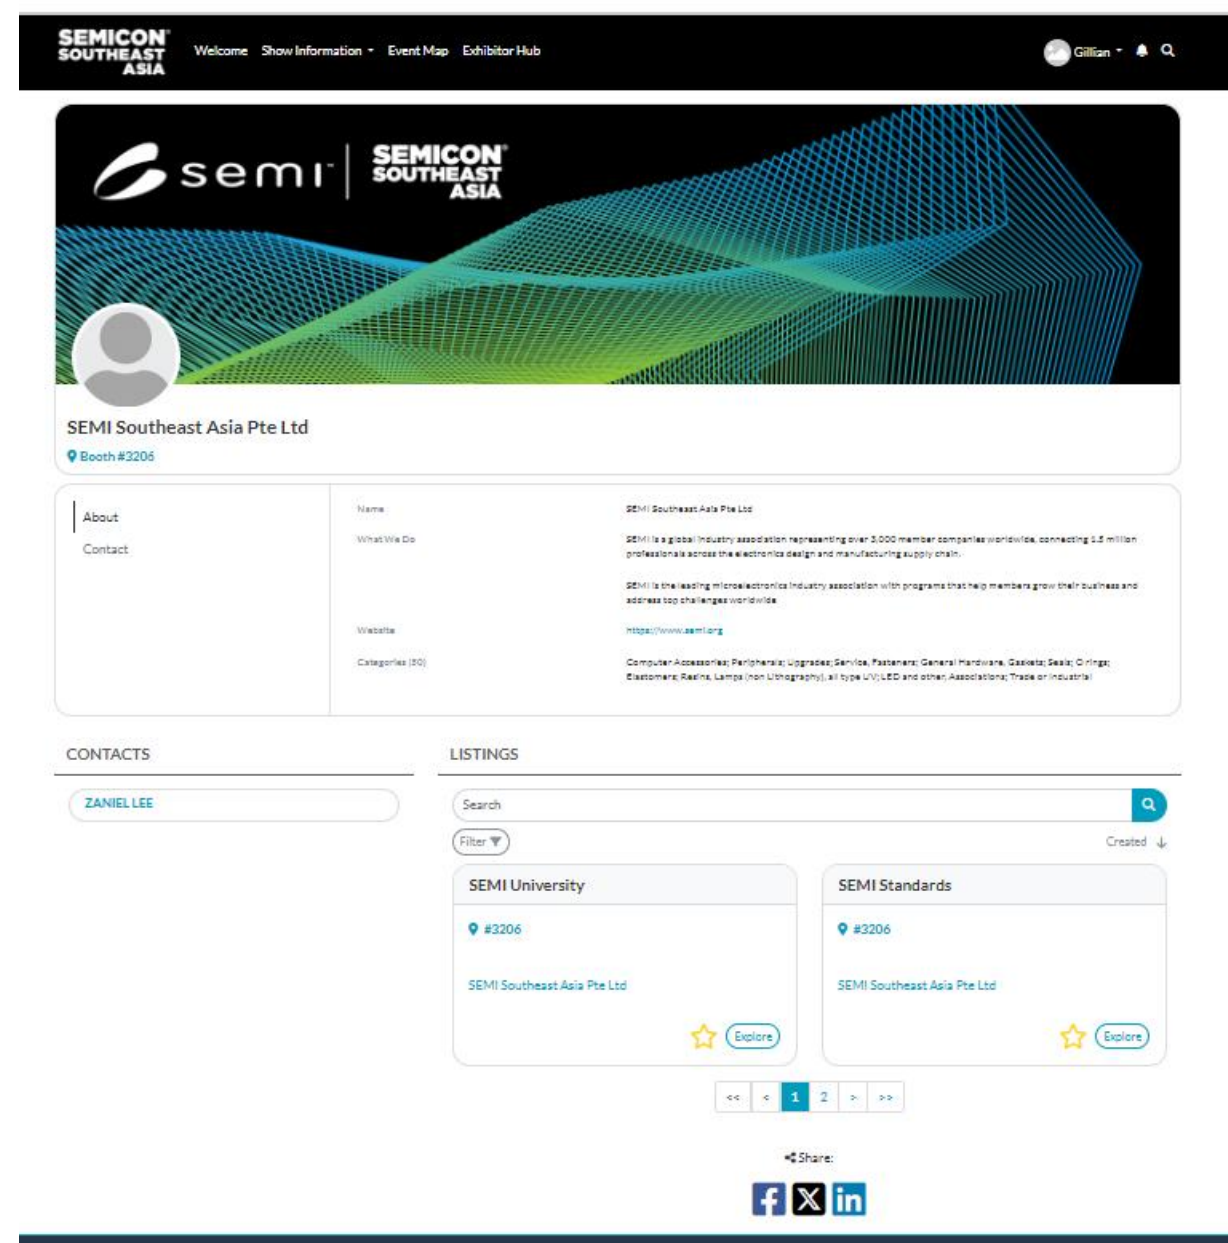 SEMICON
SOUTHEAST
ASIA
Welcome Show Information Event Map Exhibitor Hub
Gillian
semi
SEMICON
SOUTHEAST
ASIA
SEMI Southeast Asia Pte Ltd
Booth #3206
About
Contact
Name
SEMI Southeast Asia Pte Ltd
What We Do
SEMI is a global industry association representing over 3,000 member companies worldwide, connecting 1.5 million
professionals across the electronics design and manufacturing supply chain.
SEMI is the leading microelectronics industry association with programs that help members grow their business and
address top challenges worldwide
Website
https://www.semi.org
Categories (50)
Computer Accessories; Peripherals; Upgrades; Service, Fasteners; General Hardware, Gaskets; Seals; O rings;
Elastomers; Resins, Lamps (non Lithography), all type UV; LED and other, Associations; Trade or Industrial
CONTACTS
ZANIEL LEE
LISTINGS
Search
Filter
Created ↓
SEMI University
#3206
SEMI Southeast Asia Pte Ltd
Explore
SEMI Standards
#3206
SEMI Southeast Asia Pte Ltd
Explore
<< < 1 2 > >>
Share: